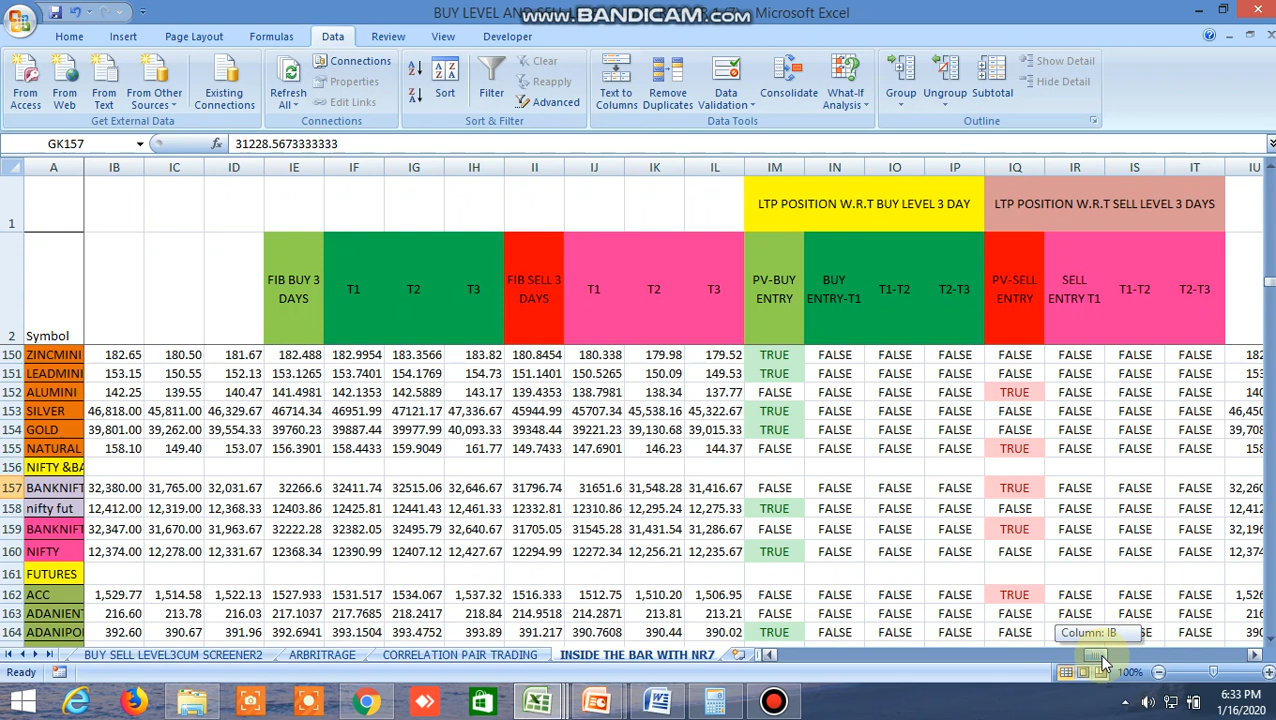 BUY LEVEL AND SELL
www.BANDICAM.com
- Microsoft Excel
Home Insert Page Layout Formulas Data Review View Developer
From Access
From Web
From Text
From Other Sources
Existing Connections
Get External Data
Refresh All
Connections
Properties
Edit Links
Connections
Sort
Filter
Clear
Reapply
Advanced
Sort & Filter
Text to Columns
Remove Duplicates
Data Validation
Consolidate
What-If Analysis
Data Tools
Group
Ungroup
Subtotal
Show Detail
Hide Detail
Outline
GK157 fx 31228.5673333333
A IB IC ID IE IF IG IH II IJ IK IL IM IN IO IP IQ IR IS IT IU
1 LTP POSITION W.R.T BUY LEVEL 3 DAY LTP POSITION W.R.T SELL LEVEL 3 DAYS
2 Symbol FIB BUY 3 DAYS T1 T2 T3 FIB SELL 3 DAYS T1 T2 T3 PV-BUY ENTRY BUY ENTRY-T1 T1-T2 T2-T3 PV-SELL ENTRY SELL ENTRY T1 T1-T2 T2-T3
150 ZINCMINI 182.65 180.50 181.67 182.488 182.9954 183.3566 183.82 180.8454 180.338 179.98 179.52 TRUE FALSE FALSE FALSE FALSE FALSE FALSE FALSE 182
151 LEADMINI 153.15 150.55 152.13 153.1265 153.7401 154.1769 154.73 151.1401 150.5265 150.09 149.53 TRUE FALSE FALSE FALSE FALSE FALSE FALSE FALSE 153
152 ALUMINI 142.25 139.55 140.47 141.4981 142.1353 142.5889 143.17 139.4353 138.7981 138.34 137.77 FALSE FALSE FALSE FALSE TRUE FALSE FALSE FALSE 140
153 SILVER 46,818.00 45,811.00 46,329.67 46714.34 46951.99 47121.17 47,336.67 45944.99 45707.34 45,538.16 45,322.67 TRUE FALSE FALSE FALSE FALSE FALSE FALSE FALSE 46,450
154 GOLD 39,801.00 39,262.00 39,554.33 39760.23 39887.44 39977.99 40,093.33 39348.44 39221.23 39,130.68 39,015.33 TRUE FALSE FALSE FALSE FALSE FALSE FALSE FALSE 39,708
155 NATURAL 158.10 149.40 153.27 156.3901 158.4433 159.9049 161.77 149.7433 147.6901 146.23 144.37 FALSE FALSE FALSE FALSE TRUE FALSE FALSE FALSE 151
156 NIFTY &BA
157 BANKNIFT 32,380.00 31,765.00 32,031.67 32266.6 32411.74 32515.06 32,646.67 31796.74 31651.6 31,548.28 31,416.67 FALSE FALSE FALSE FALSE TRUE FALSE FALSE FALSE 32,260
158 nifty fut 12,412.00 12,319.00 12,368.33 12403.86 12425.81 12441.43 12,461.33 12332.81 12310.86 12,295.24 12,275.33 TRUE FALSE FALSE FALSE FALSE FALSE FALSE FALSE 12,412
159 BANKNIFT 32,347.00 31,670.00 31,963.67 32222.28 32382.05 32495.79 32,640.67 31705.05 31545.28 31,431.54 31,286.67 FALSE FALSE FALSE FALSE TRUE FALSE FALSE FALSE 32,196
160 NIFTY 12,374.00 12,278.00 12,331.67 12368.34 12390.99 12407.12 12,427.67 12294.99 12272.34 12,256.21 12,235.67 TRUE FALSE FALSE FALSE FALSE FALSE FALSE FALSE 12,374
161 FUTURES
162 ACC 1,529.77 1,514.58 1,522.13 1527.933 1531.517 1534.067 1,537.32 1516.333 1512.75 1,510.20 1,506.95 FALSE FALSE FALSE FALSE TRUE FALSE FALSE FALSE 1,526
163 ADANIENT 216.60 213.78 216.03 217.1037 217.7685 218.2417 218.84 214.9518 214.2871 213.81 213.21 FALSE FALSE FALSE FALSE FALSE FALSE FALSE FALSE
164 ADANIPO 392.60 390.67 391.96 392.6941 393.1504 393.4752 393.89 391.217 390.7608 390.44 390.02 TRUE FALSE FALSE FALSE FALSE FALSE
Column: IB
BUY SELL LEVEL3CUM SCREENER2 ARBRITRAGE CORRELATION PAIR TRADING INSIDE THE BAR WITH NR7
Ready 100%
6:33 PM
1/16/2020